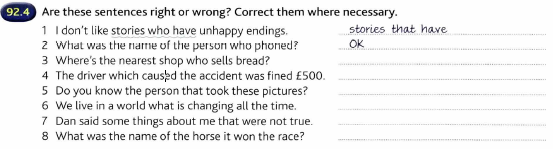 92.4 Are these sentences right or wrong? Correct them where necessary.
1 I don't like stories who have unhappy endings. stories that have
2 What was the name of the person who phoned? OK
3 Where's the nearest shop who sells bread?
4 The driver which caused the accident was fined £500.
5 Do you know the person that took these pictures?
6 We live in a world what is changing all the time.
7 Dan said some things about me that were not true.
8 What was the name of the horse it won the race?